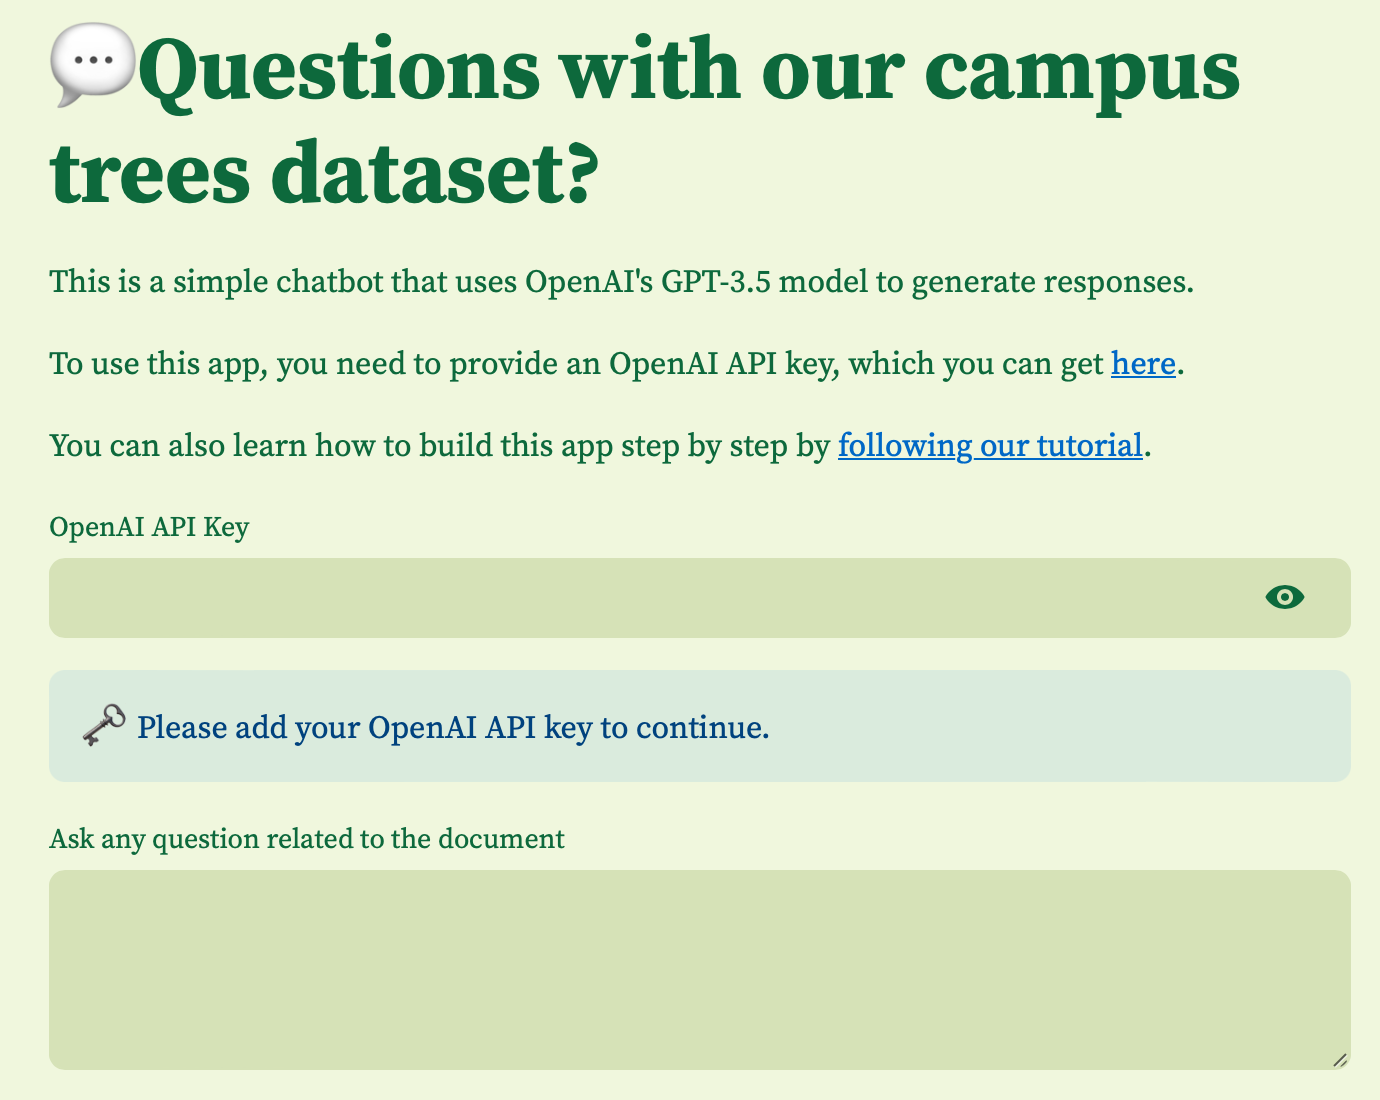 💬Questions with our campus
trees dataset?
This is a simple chatbot that uses OpenAI's GPT-3.5 model to generate responses.
To use this app, you need to provide an OpenAI API key, which you can get here.
You can also learn how to build this app step by step by following our tutorial.
OpenAI API Key
🗝️ Please add your OpenAI API key to continue.
Ask any question related to the document